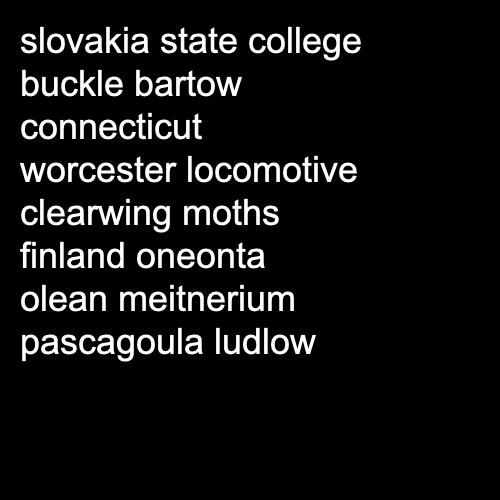 slovakia state college
buckle bartow
connecticut
worcester locomotive
clearwing moths
finland oneonta
olean meitnerium
pascagoula ludlow